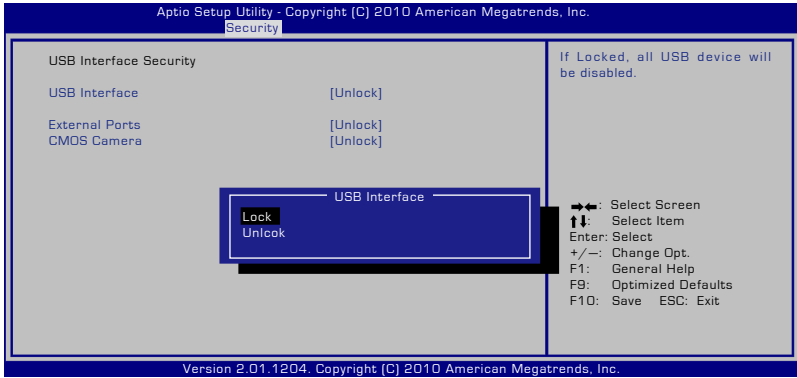 Aptio Setup Utility - Copyright (C) 2010 American Megatrends, Inc.
Security
USB Interface Security
USB Interface [Unlock]
External Ports [Unlock]
CMOS Camera [Unlock]
USB Interface
Lock
Unlcok
If Locked, all USB device will
be disabled.
→←: Select Screen
↑↓: Select Item
Enter: Select
+/—: Change Opt.
F1: General Help
F9: Optimized Defaults
F10: Save ESC: Exit
Version 2.01.1204. Copyright (C) 2010 American Megatrends, Inc.